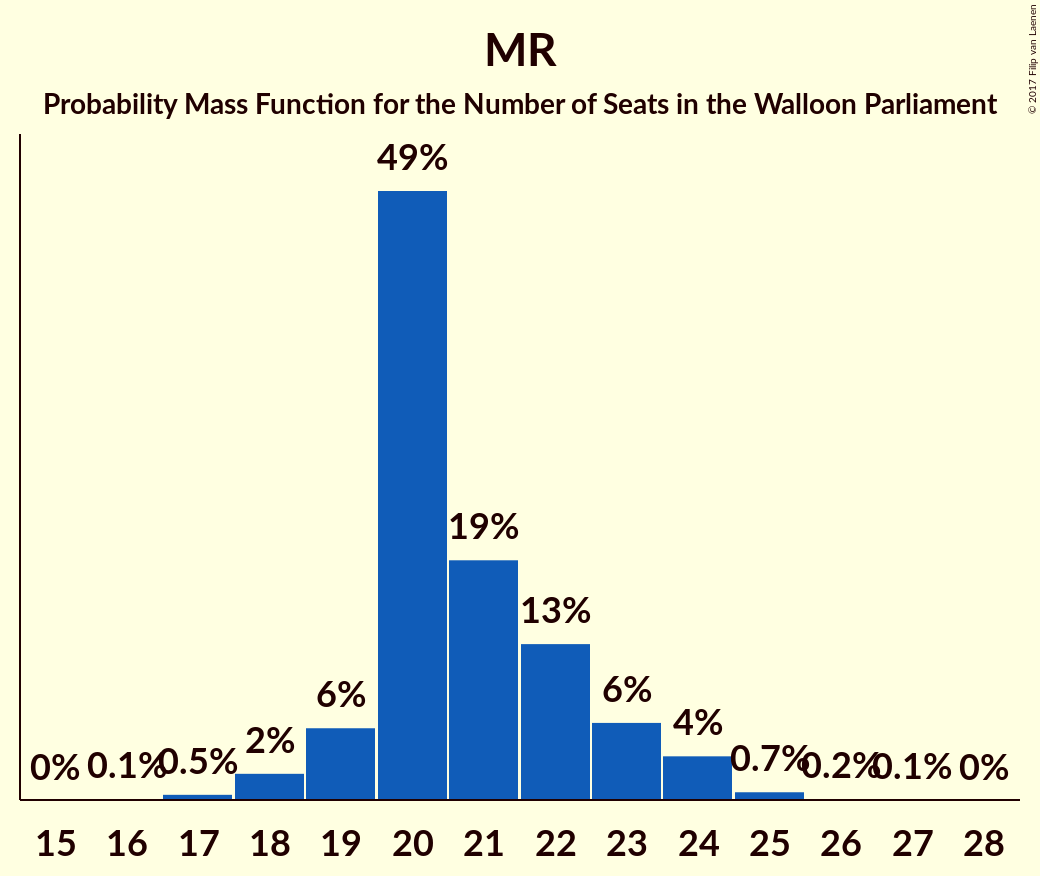 MR
Probability Mass Function for the Number of Seats in the Walloon Parliament
© 2017 Filip van Laenen
49%
19%
13%
6%
6%
4%
2%
0% 0.1% 0.5% 0.7% 0.2% 0.1% 0%
15 16 17 18 19 20 21 22 23 24 25 26 27 28